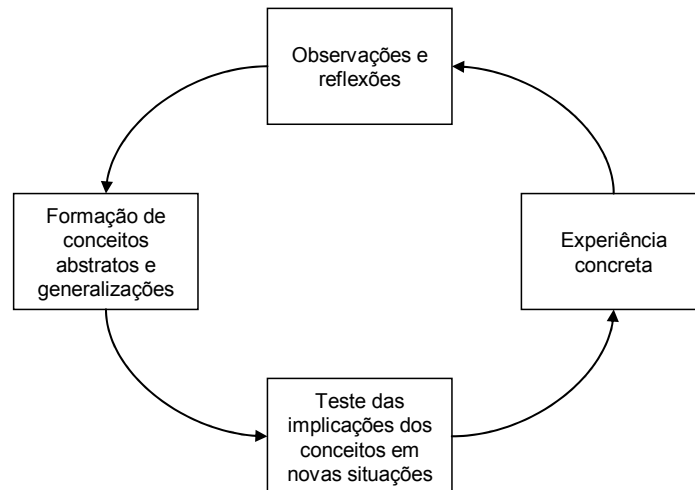 Observações e
reflexões
Formação de
conceitos
abstratos e
generalizações
Experiência
concreta
Teste das
implicações dos
conceitos em
novas situações